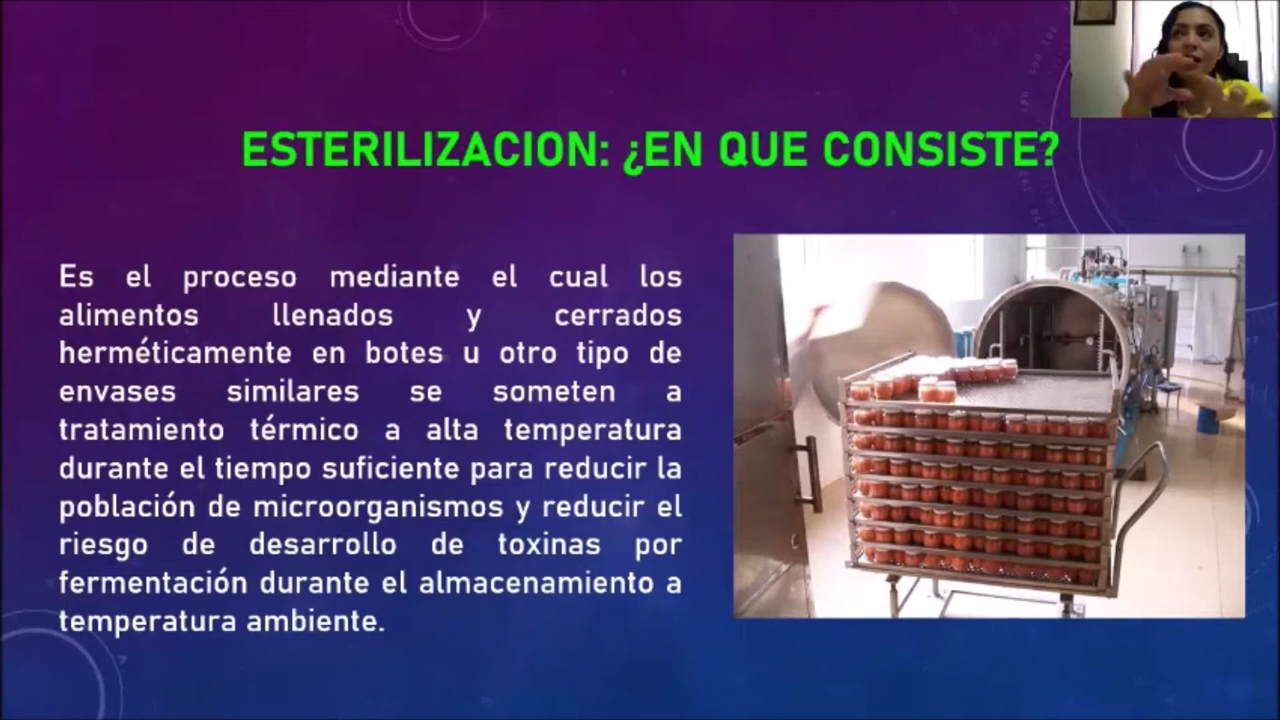 ESTERILIZACION: ¿EN QUE CONSISTE?
Es el proceso mediante el cual los
alimentos llenados y cerrados
herméticamente en botes u otro tipo de
envases similares se someten a
tratamiento térmico a alta temperatura
durante el tiempo suficiente para reducir la
población de microorganismos y reducir el
riesgo de desarrollo de toxinas por
fermentación durante el almacenamiento a
temperatura ambiente.